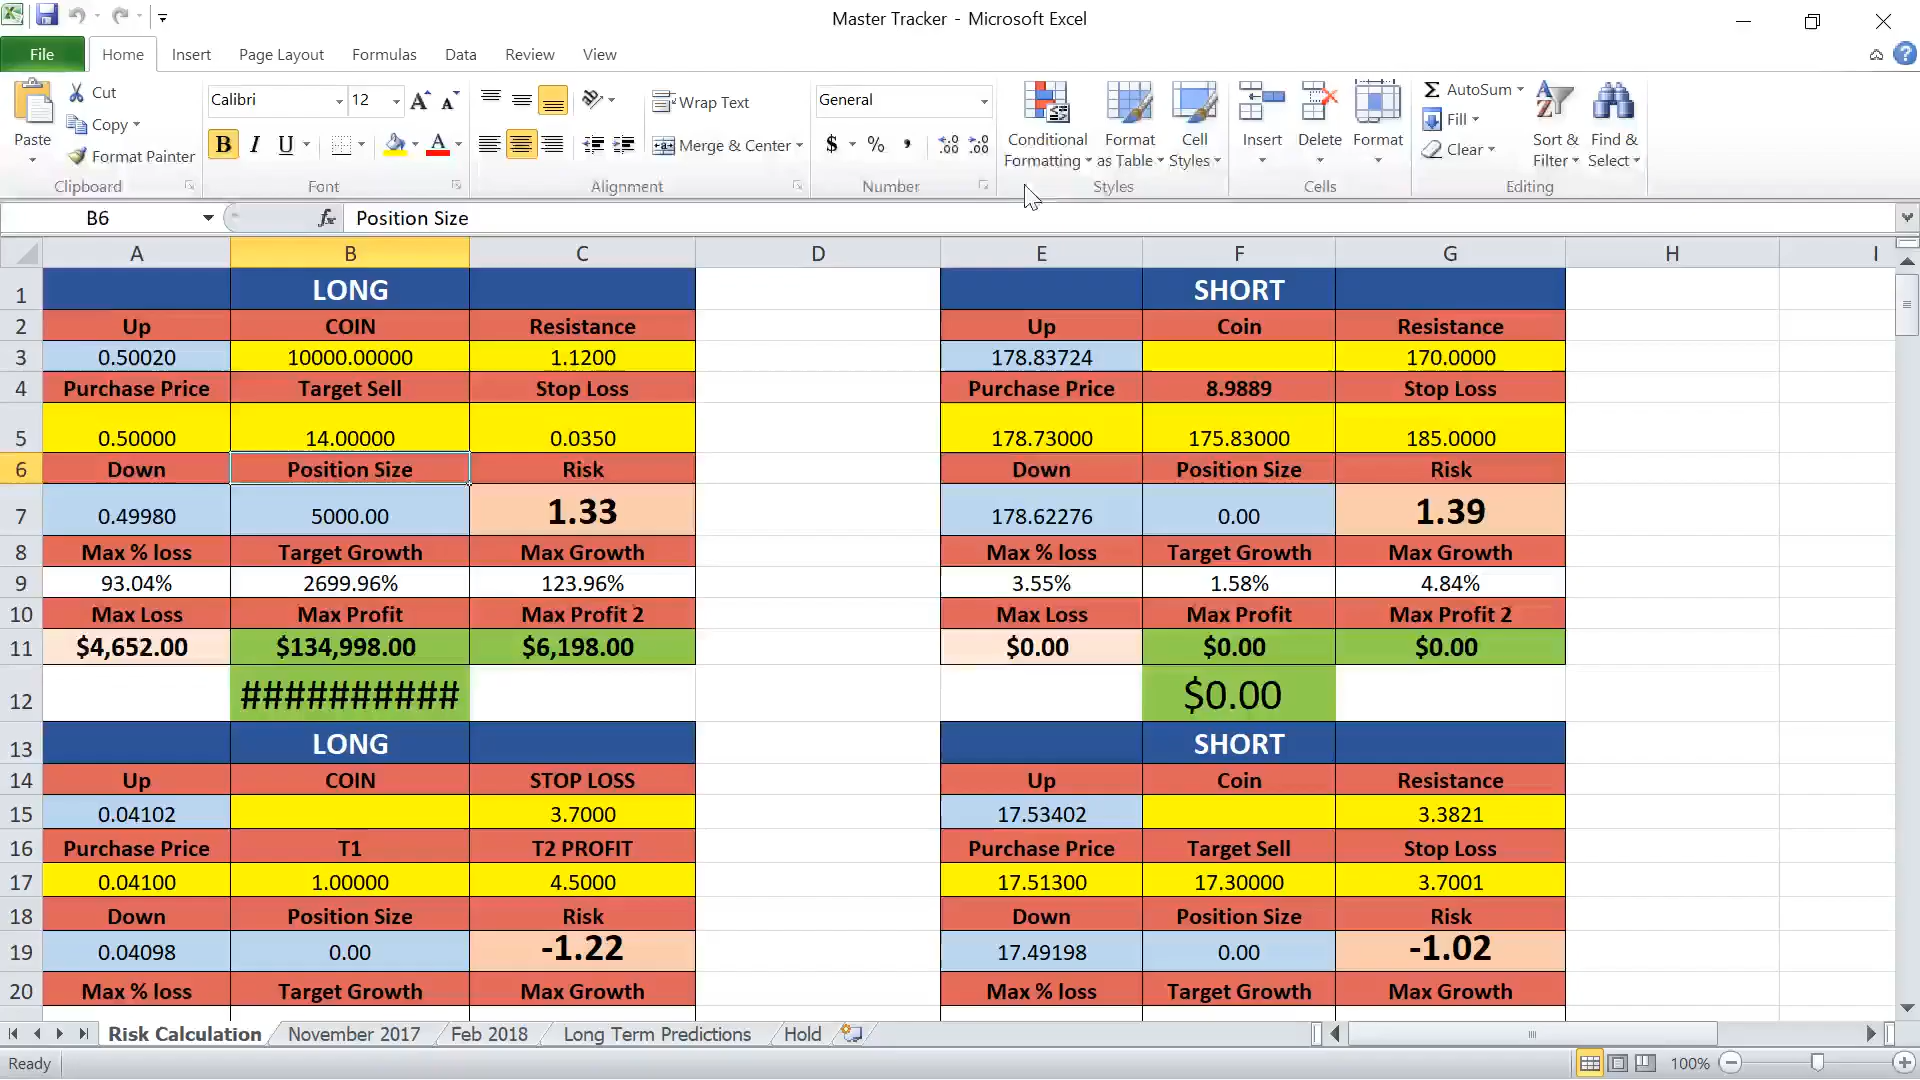 Master Tracker - Microsoft Excel
File Home Insert Page Layout Formulas Data Review View
Paste Cut Copy Format Painter
Calibri 12 B I U
Wrap Text Merge & Center
General $ % ,
Conditional Formatting Format as Table Cell Styles
Insert Delete Format
AutoSum Fill Clear Sort & Filter Find & Select
Clipboard Font Alignment Number Styles Cells Editing
B6 fx Position Size
A B C D E F G H I
1 LONG SHORT
2 Up COIN Resistance Up Coin Resistance
3 0.50020 10000.00000 1.1200 178.83724 170.0000
4 Purchase Price Target Sell Stop Loss Purchase Price 8.9889 Stop Loss
5 0.50000 14.00000 0.0350 178.73000 175.83000 185.0000
6 Down Position Size Risk Down Position Size Risk
7 0.49980 5000.00 1.33 178.62276 0.00 1.39
8 Max % loss Target Growth Max Growth Max % loss Target Growth Max Growth
9 93.04% 2699.96% 123.96% 3.55% 1.58% 4.84%
10 Max Loss Max Profit Max Profit 2 Max Loss Max Profit Max Profit 2
11 $4,652.00 $134,998.00 $6,198.00 $0.00 $0.00 $0.00
12 ########## $0.00
13 LONG SHORT
14 Up COIN STOP LOSS Up Coin Resistance
15 0.04102 3.7000 17.53402 3.3821
16 Purchase Price T1 T2 PROFIT Purchase Price Target Sell Stop Loss
17 0.04100 1.00000 4.5000 17.51300 17.30000 3.7001
18 Down Position Size Risk Down Position Size Risk
19 0.04098 0.00 -1.22 17.49198 0.00 -1.02
20 Max % loss Target Growth Max Growth Max % loss Target Growth Max Growth
Risk Calculation November 2017 Feb 2018 Long Term Predictions Hold
Ready 100%